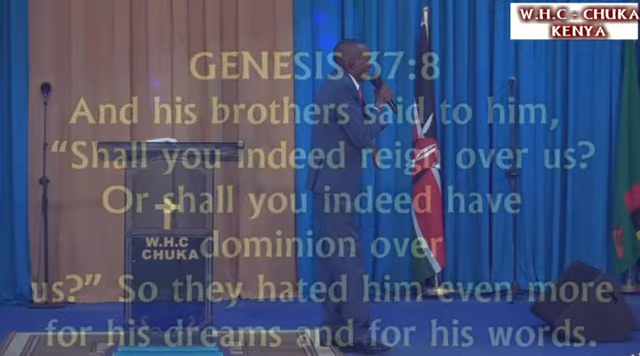 W.H.C - CHUKA
KENYA
GENESIS 37:8
And his brothers said to him,
“Shall you indeed reign over us?
Or shall you indeed have
dominion over
us?” So they hated him even more
for his dreams and for his words.
W.H.C
CHUKA